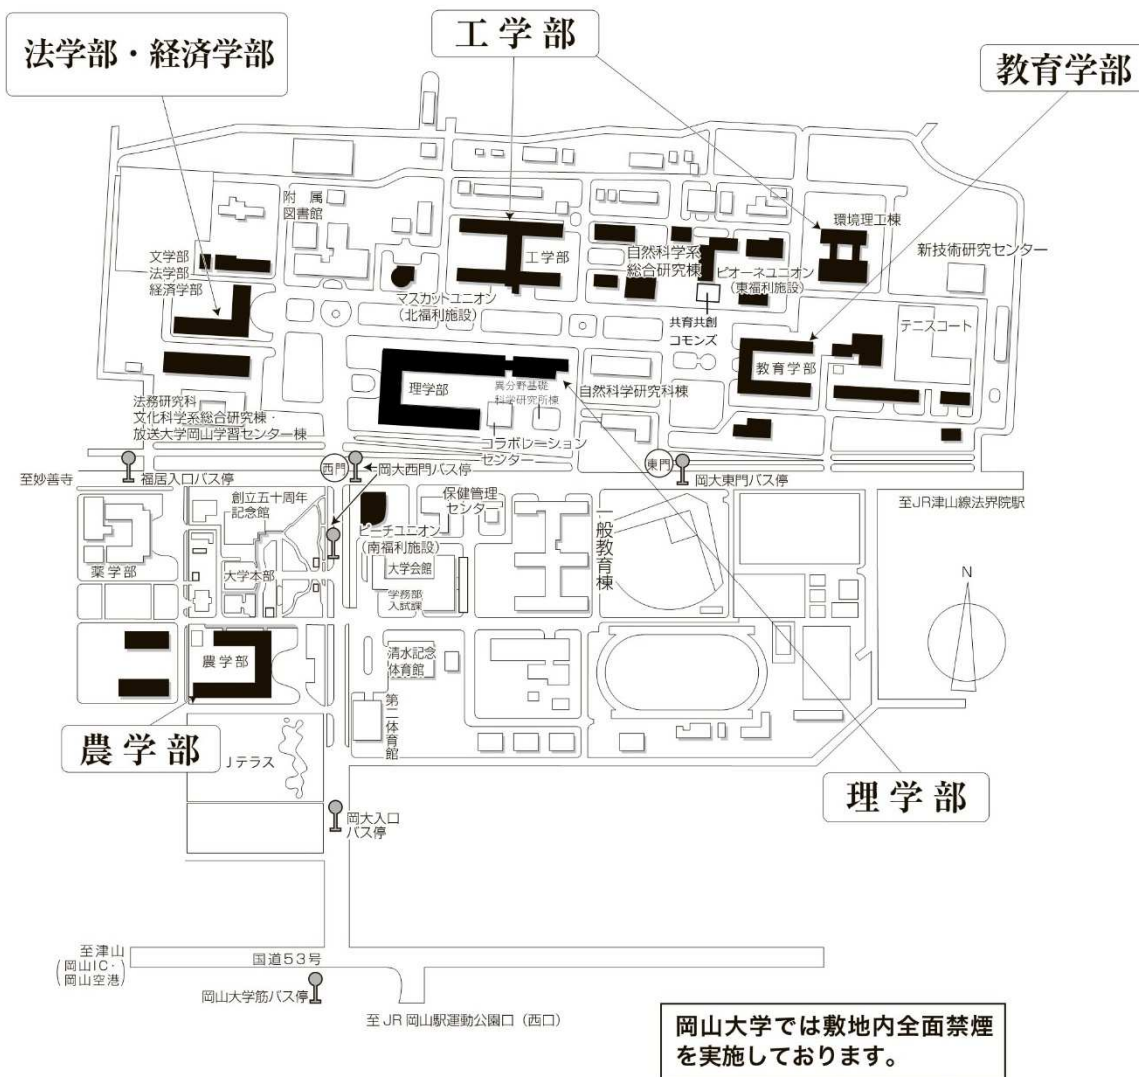 法学部・経済学部
工学部
教育学部
附属
図書館
環境理工棟
新技術研究センター
文学部
法学部
経済学部
工学部
自然科学系
総合研究棟
マスカットユニオン
(北福利施設)
ピオーネユニオン
(東福利施設)
共育共創
コモンズ
テニスコート
教育学部
理学部
異分野基礎
科学研究所棟
自然科学研究科棟
コラボレーション
センター
法務研究科
文化科学系総合研究棟・
放送大学岡山学習センター棟
至妙善寺
福居入口バス停
西門
岡大西門バス停
東門
岡大東門バス停
至JR津山線法界院駅
創立五十周年
記念館
保健管理
センター
ピーチユニオン
(南福利施設)
一般教育棟
薬学部
大学本部
大学会館
学務部
入試課
N
農学部
清水記念
体育館
第二体育館
農学部
Jテラス
理学部
岡大入口
バス停
至津山
(岡山IC・
岡山空港)
国道53号
岡山大学筋バス停
至JR岡山駅運動公園口(西口)
岡山大学では敷地内全面禁煙
を実施しております。